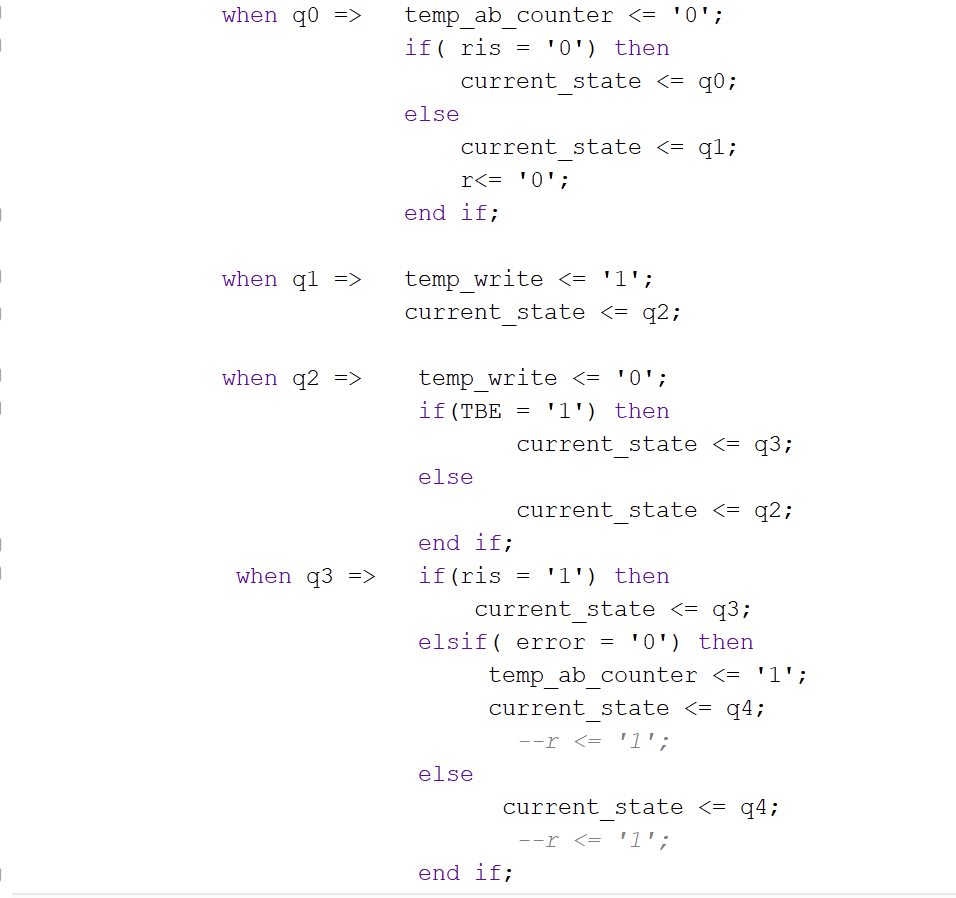 when q0 =>   temp_ab_counter <= '0';
             if( ris = '0') then
                 current_state <= q0;
             else
                 current_state <= q1;
                 r<= '0';
             end if;

when q1 =>   temp_write <= '1';
             current_state <= q2;

when q2 =>    temp_write <= '0';
              if(TBE = '1') then
                     current_state <= q3;
              else
                     current_state <= q2;
              end if;
 when q3 =>   if(ris = '1') then
                  current_state <= q3;
              elsif( error = '0') then
                   temp_ab_counter <= '1';
                   current_state <= q4;
                     --r <= '1';
              else
                    current_state <= q4;
                     --r <= '1';
              end if;